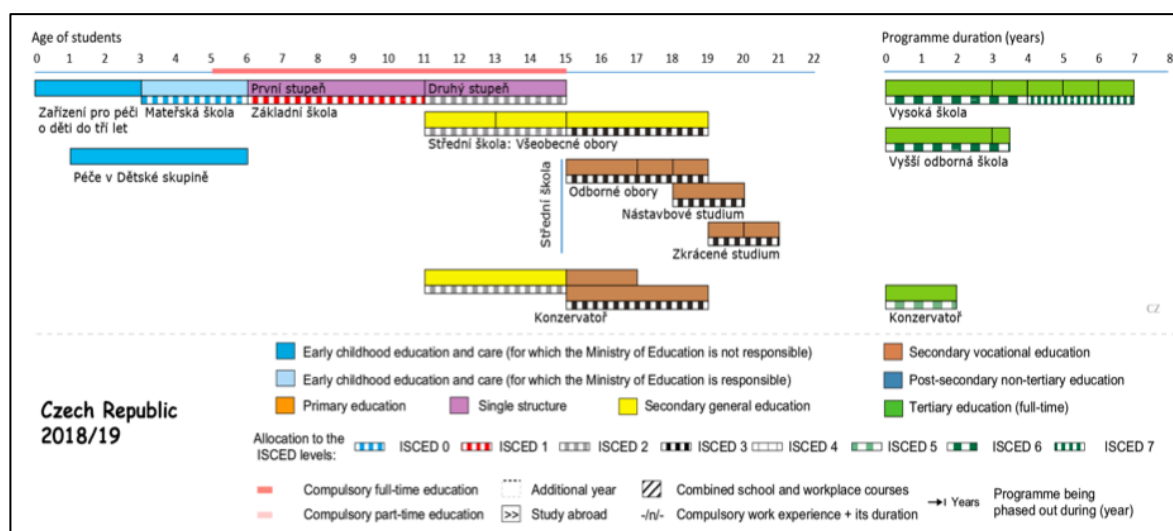 Age of students
Programme duration (years)
0 1 2 3 4 5 6 7 8 9 10 11 12 13 14 15 16 17 18 19 20 21 22
0 1 2 3 4 5 6 7 8
První stupeň
Druhý stupeň
Zařízení pro péči
o děti do tří let
Mateřská škola
Základní škola
Vysoká škola
Střední škola: Všeobecné obory
Vyšší odborná škola
Péče v Dětské skupině
Střední škola
Odborné obory
Nástavbové studium
Zkrácené studium
Konzervatoř
Konzervatoř
CZ
Early childhood education and care (for which the Ministry of Education is not responsible)
Secondary vocational education
Early childhood education and care (for which the Ministry of Education is responsible)
Post-secondary non-tertiary education
Primary education
Single structure
Secondary general education
Tertiary education (full-time)
Czech Republic
2018/19
Allocation to the
ISCED levels:
ISCED 0
ISCED 1
ISCED 2
ISCED 3
ISCED 4
ISCED 5
ISCED 6
ISCED 7
Compulsory full-time education
Additional year
Combined school and workplace courses
Years
Programme being
phased out during (year)
Compulsory part-time education
>> Study abroad
-/n/- Compulsory work experience + its duration